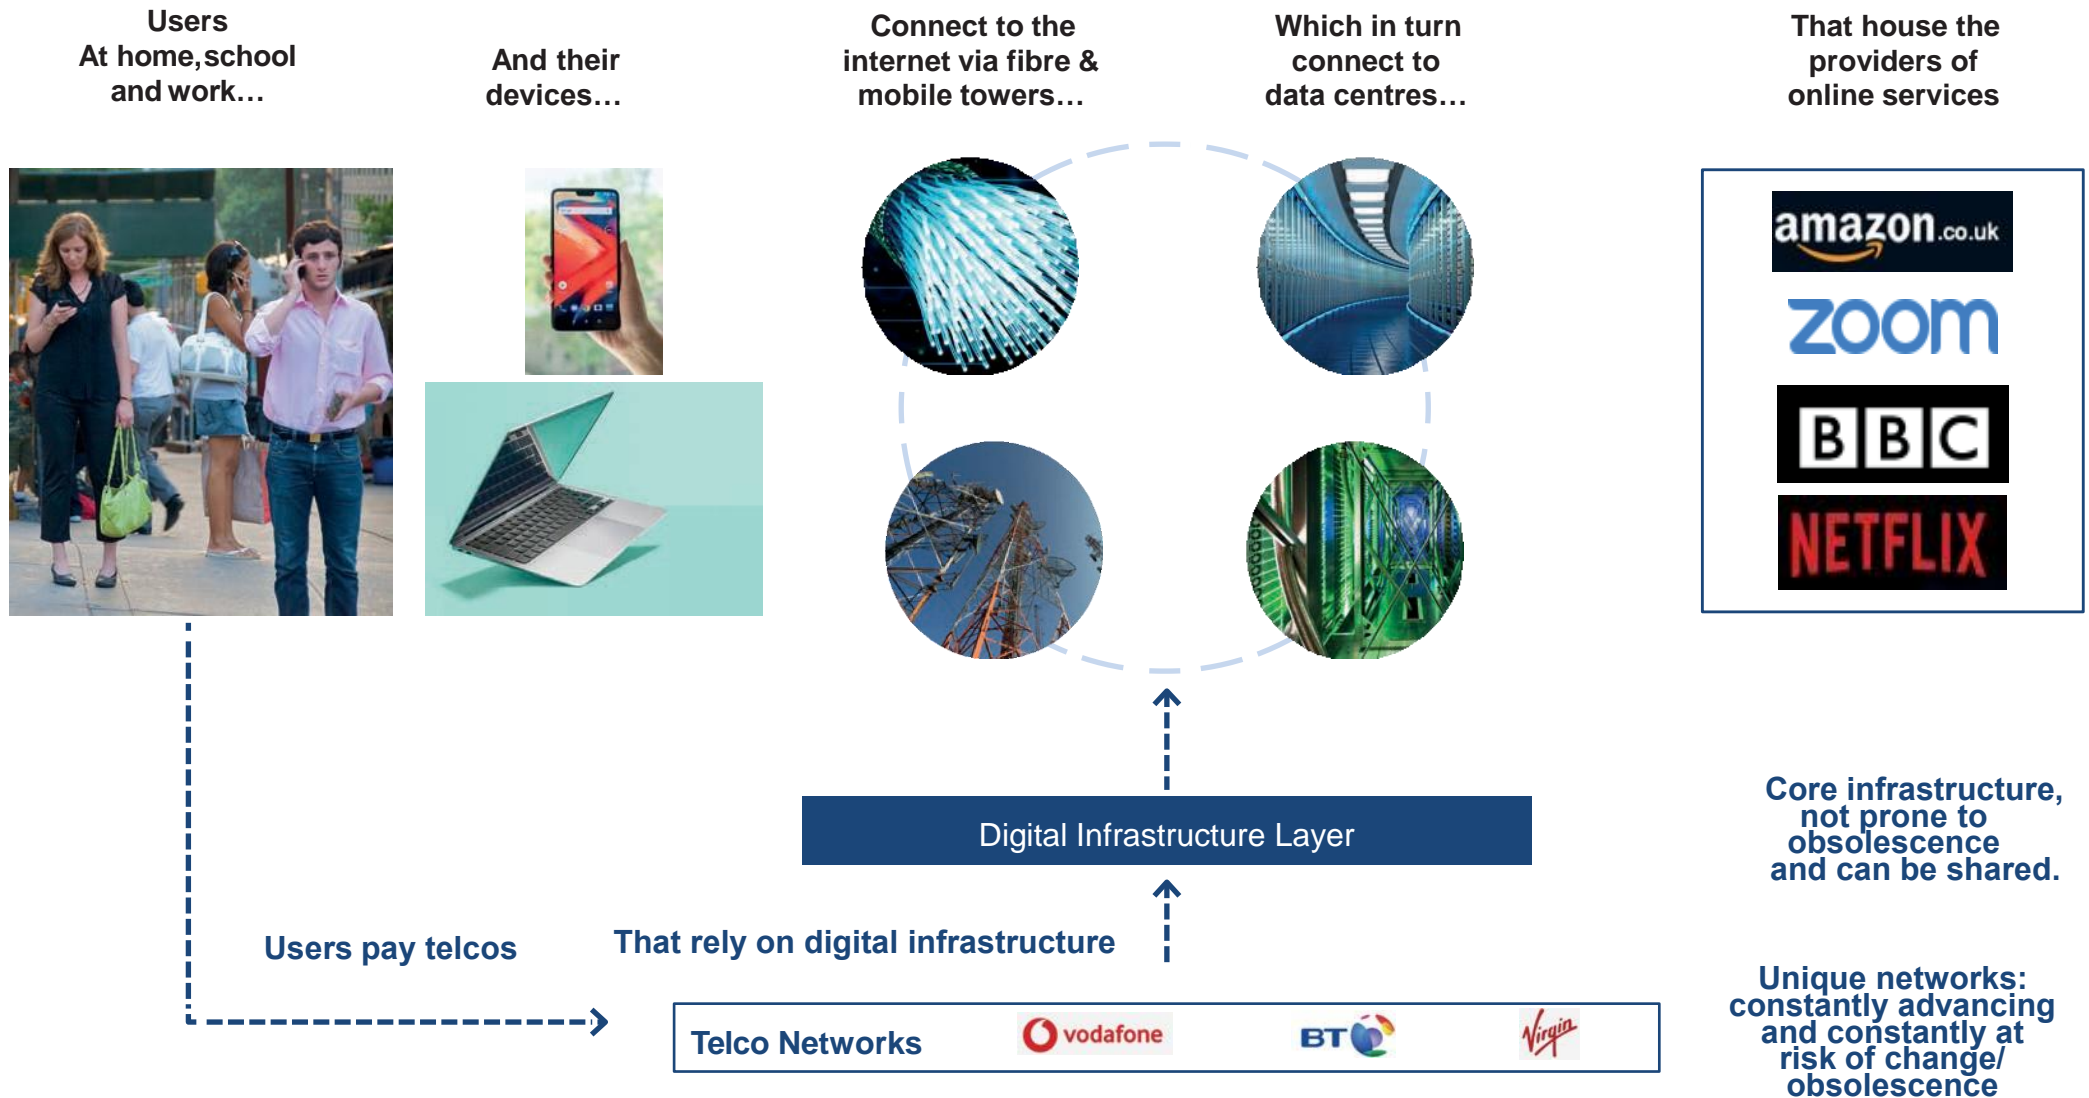 Users
At home, school
and work…
And their
devices…
Connect to the
internet via fibre &
mobile towers…
Which in turn
connect to
data centres…
That house the
providers of
online services
amazon.co.uk
zoom
BBC
NETFLIX
Digital Infrastructure Layer
Core infrastructure,
not prone to
obsolescence
and can be shared.
Users pay telcos
That rely on digital infrastructure
Telco Networks
vodafone
BT
Virgin
Unique networks:
constantly advancing
and constantly at
risk of change/
obsolescence